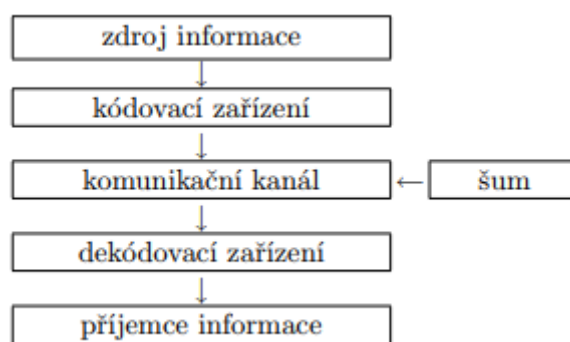 zdroj informace
kódovací zařízení
komunikační kanál
šum
dekódovací zařízení
příjemce informace